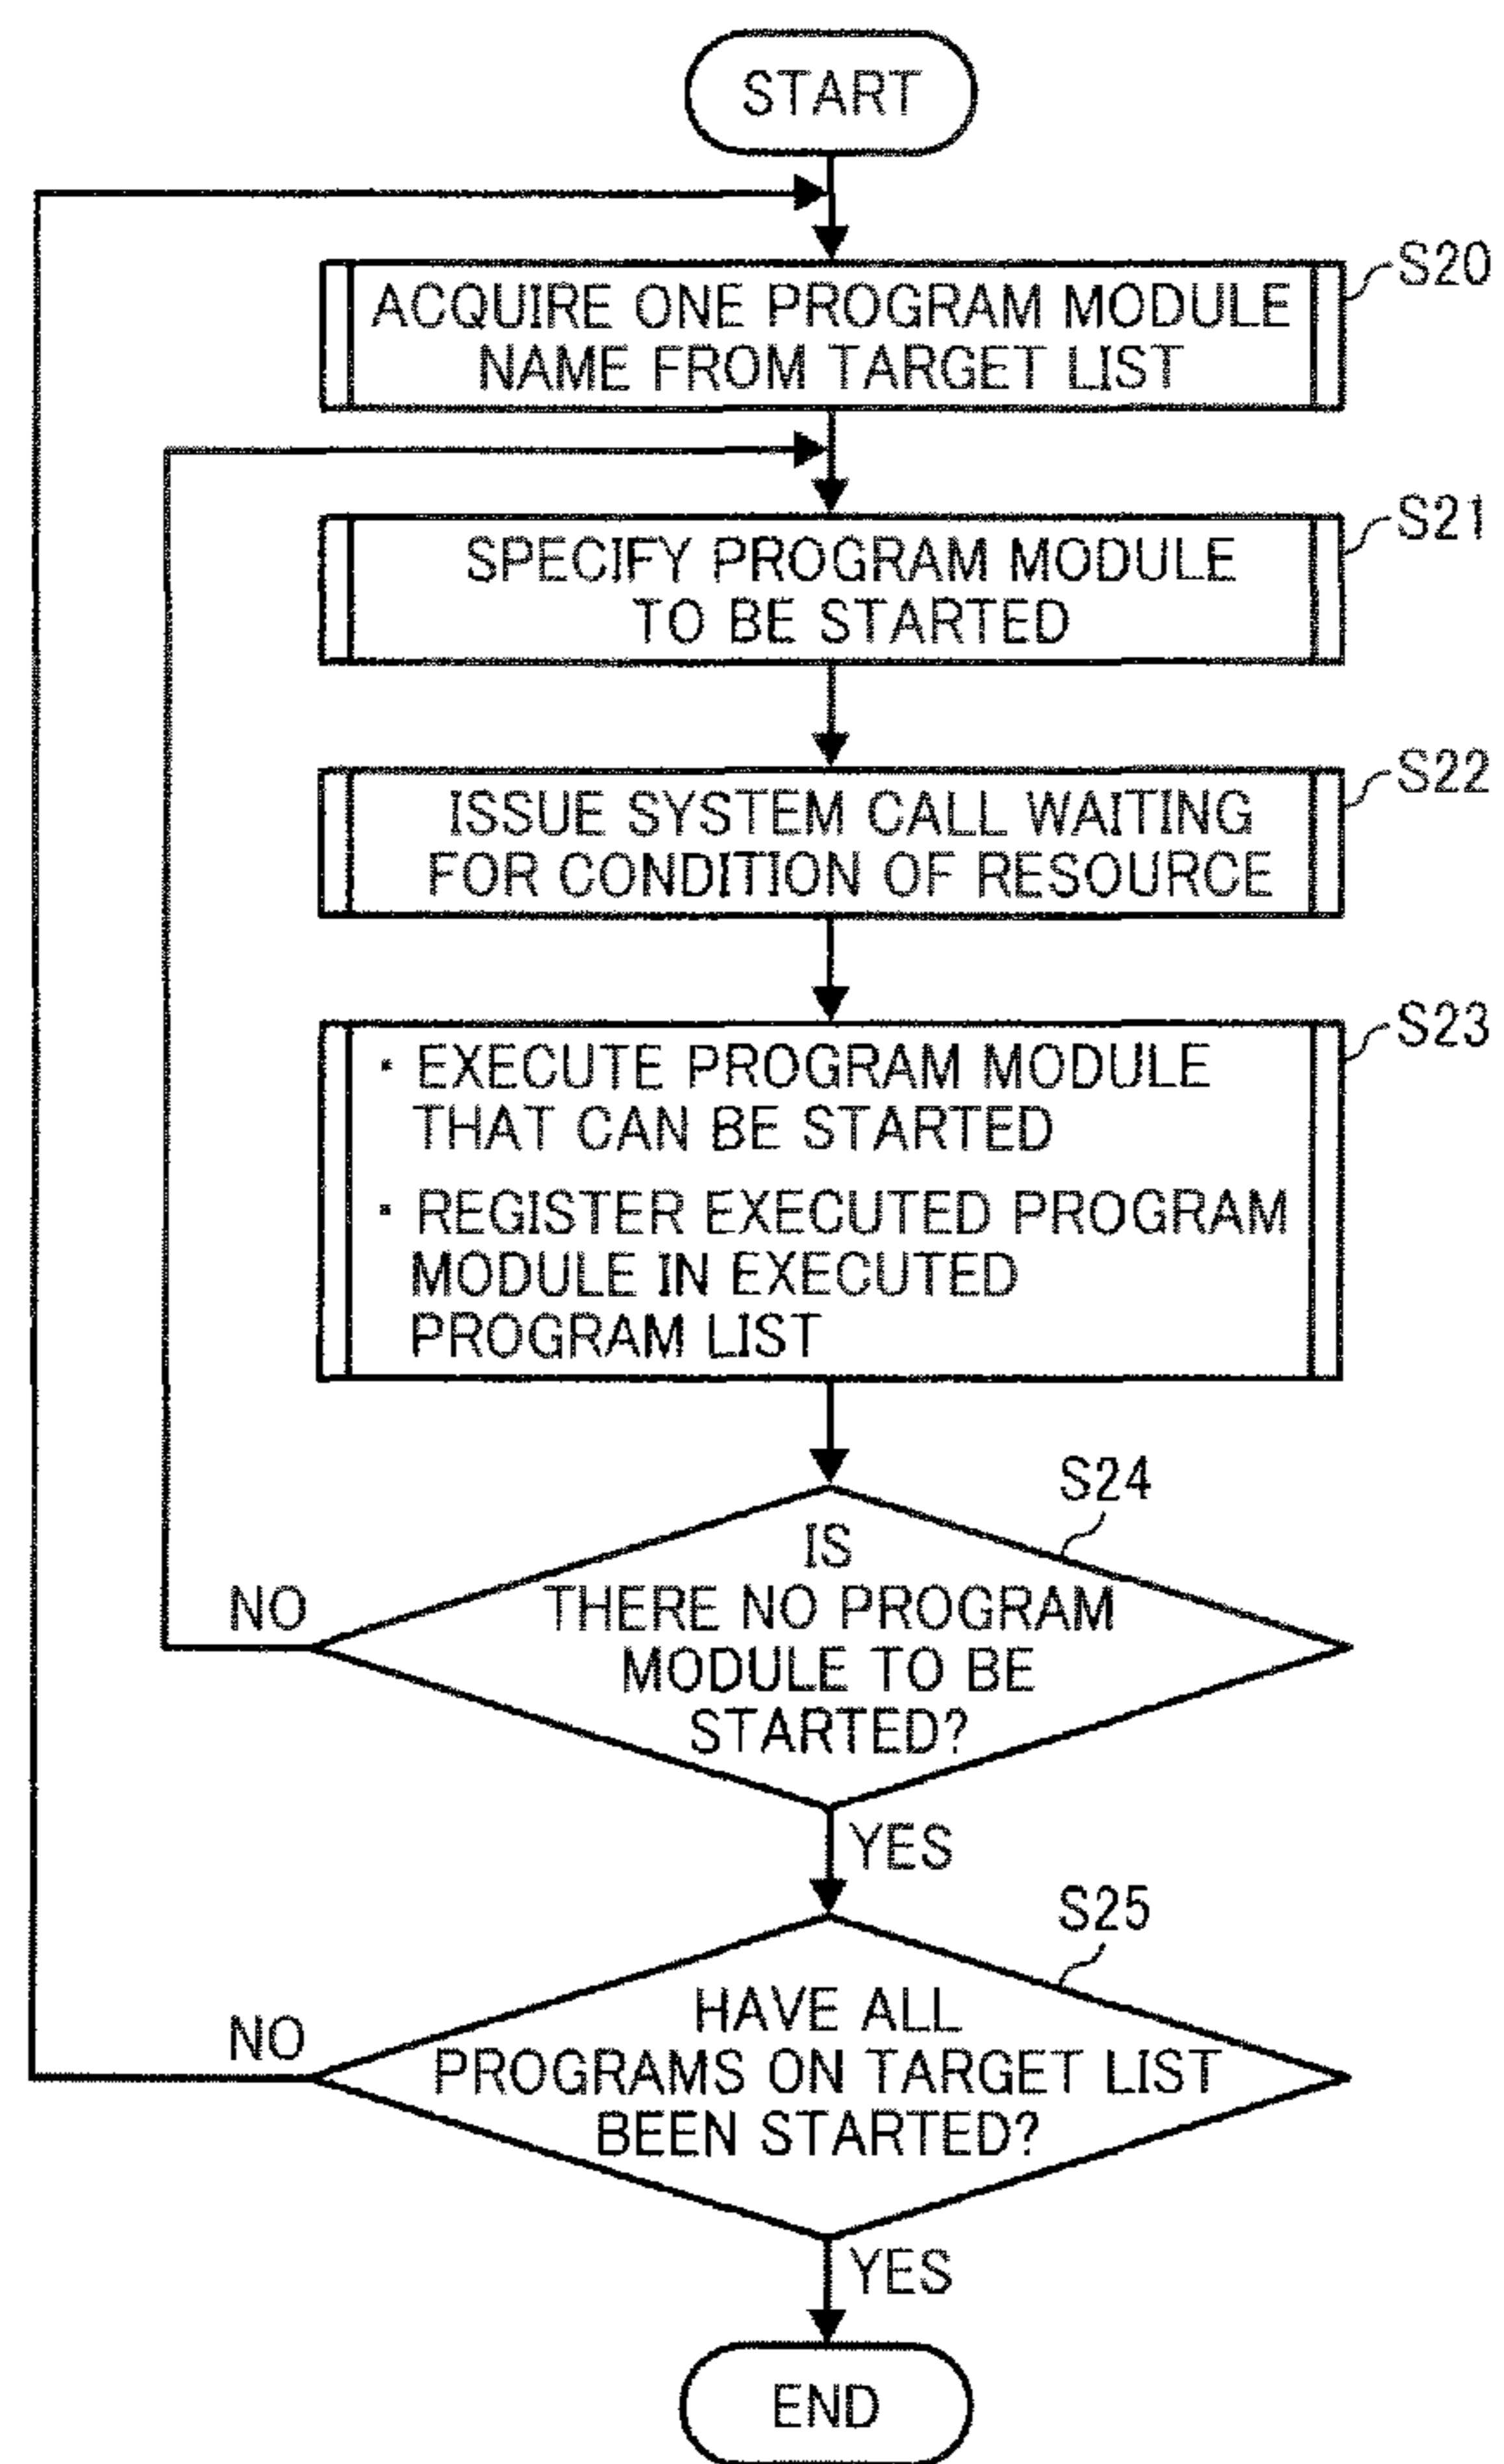 START
ACQUIRE ONE PROGRAM MODULE
NAME FROM TARGET LIST
S20
SPECIFY PROGRAM MODULE
TO BE STARTED
S21
ISSUE SYSTEM CALL WAITING
FOR CONDITION OF RESOURCE
S22
· EXECUTE PROGRAM MODULE
THAT CAN BE STARTED
· REGISTER EXECUTED PROGRAM
MODULE IN EXECUTED
PROGRAM LIST
S23
S24
IS
THERE NO PROGRAM
MODULE TO BE
STARTED?
NO
YES
S25
HAVE ALL
PROGRAMS ON TARGET LIST
BEEN STARTED?
NO
YES
END